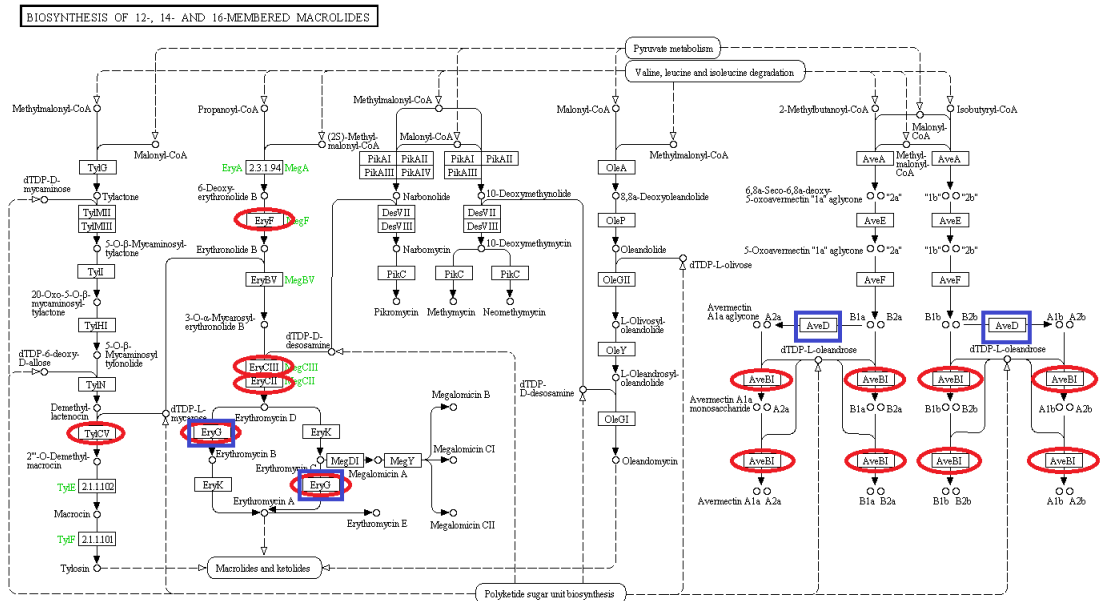 BIOSYNTHESIS OF 12-, 14- AND 16-MEMBERED MACROLIDES
Pyruvate metabolism
Valine, leucine and isoleucine degradation
Methylmalonyl-CoA
Propanoyl-CoA
Methylmalonyl-CoA
Malonyl-CoA
2-Methylbutanoyl-CoA
Isobutyryl-CoA
Malonyl-CoA
(2S)-Methyl-
malonyl-CoA
Malonyl-CoA
Methylmalonyl-CoA
Malonyl-
CoA
Methyl-
malonyl-CoA
TylG
EryA
2.3.1.94
MegA
PikAI
PikAII
PikAIII
PikAIV
PikAI
PikAII
PikAIII
OleA
AveA
AveA
dTDP-D-
mycaminose
Tylactone
6-Deoxy-
erythronolide B
Narbonolide
10-Deoxymethynolide
8,8a-Deoxyoleandolide
6,8a-Seco-6,8a-deoxy-
5-oxoavermectin "1a" aglycone
"2a"
"1b"
"2b"
TylMII
TylMIII
EryF
MegF
DesVII
DesVIII
DesVII
DesVIII
OleP
AveE
AveE
5-O-β-Mycaminosyl-
tylactone
Erythronolide B
Narbomycin
10-Deoxymethymycin
Oleandolide
5-Oxoavermectin "1a" aglycone
"2a"
"1b"
"2b"
TylI
EryBV
MegBV
PikC
PikC
PikC
OleGII
dTDP-L-olivose
AveF
AveF
20-Oxo-5-O-β-
mycaminosyl-
tylactone
Pikromycin
Methymycin
Neomethymycin
TylHI
3-O-α-Mycarosyl-
erythronolide B
dTDP-D-
desosamine
L-Olivosyl-
oleandolide
Avermectin
A1a aglycone
A2a
AveD
B1a
B2a
B1b
B2b
AveD
A1b
A2b
dTDP-6-deoxy-
D-allose
5-O-β-
Mycaminosyl
tylonolide
OleY
dTDP-L-oleandrose
dTDP-L-oleandrose
EryCIII
MegCIII
EryCII
MegCII
TylN
L-Oleandrosyl-
oleandolide
AveBI
AveBI
AveBI
AveBI
dTDP-
D-desosamine
Demethyl-
lactenocin
dTDP-L-
mycarose
Erythromycin D
Megalomicin B
Avermectin A1a
monosaccharide
A2a
B1a
B2a
B1b
B2b
A1b
A2b
TylCV
EryG
EryK
OleGI
2'''-O-Demethyl-
macrocin
Erythromycin B
Erythromycin C
MegDI
MegY
Megalomicin A
Megalomicin CI
Oleandomycin
AveBI
AveBI
AveBI
AveBI
TylE
2.1.1.102
EryK
EryG
Erythromycin A
Erythromycin E
Megalomicin CII
Avermectin A1a
A2a
B1a
B2a
B1b
B2b
A1b
A2b
Macrocin
TylF
2.1.1.101
Tylosin
Macrolides and ketolides
Polyketide sugar unit biosynthesis